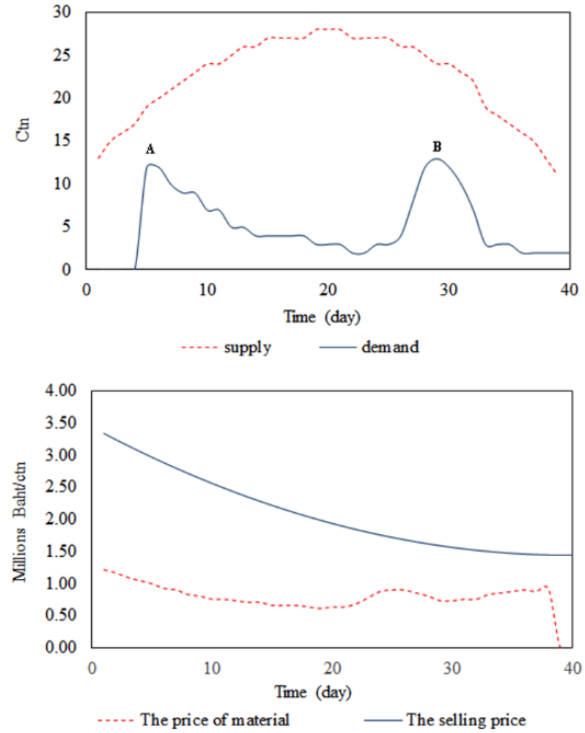 30
25
20
15
10
5
0
Ctn
A
B
0 10 20 30 40
Time (day)
supply demand
4.00
3.50
3.00
2.50
2.00
1.50
1.00
0.50
0.00
Millions Baht/ctn
0 10 20 30 40
Time (day)
The price of material The selling price